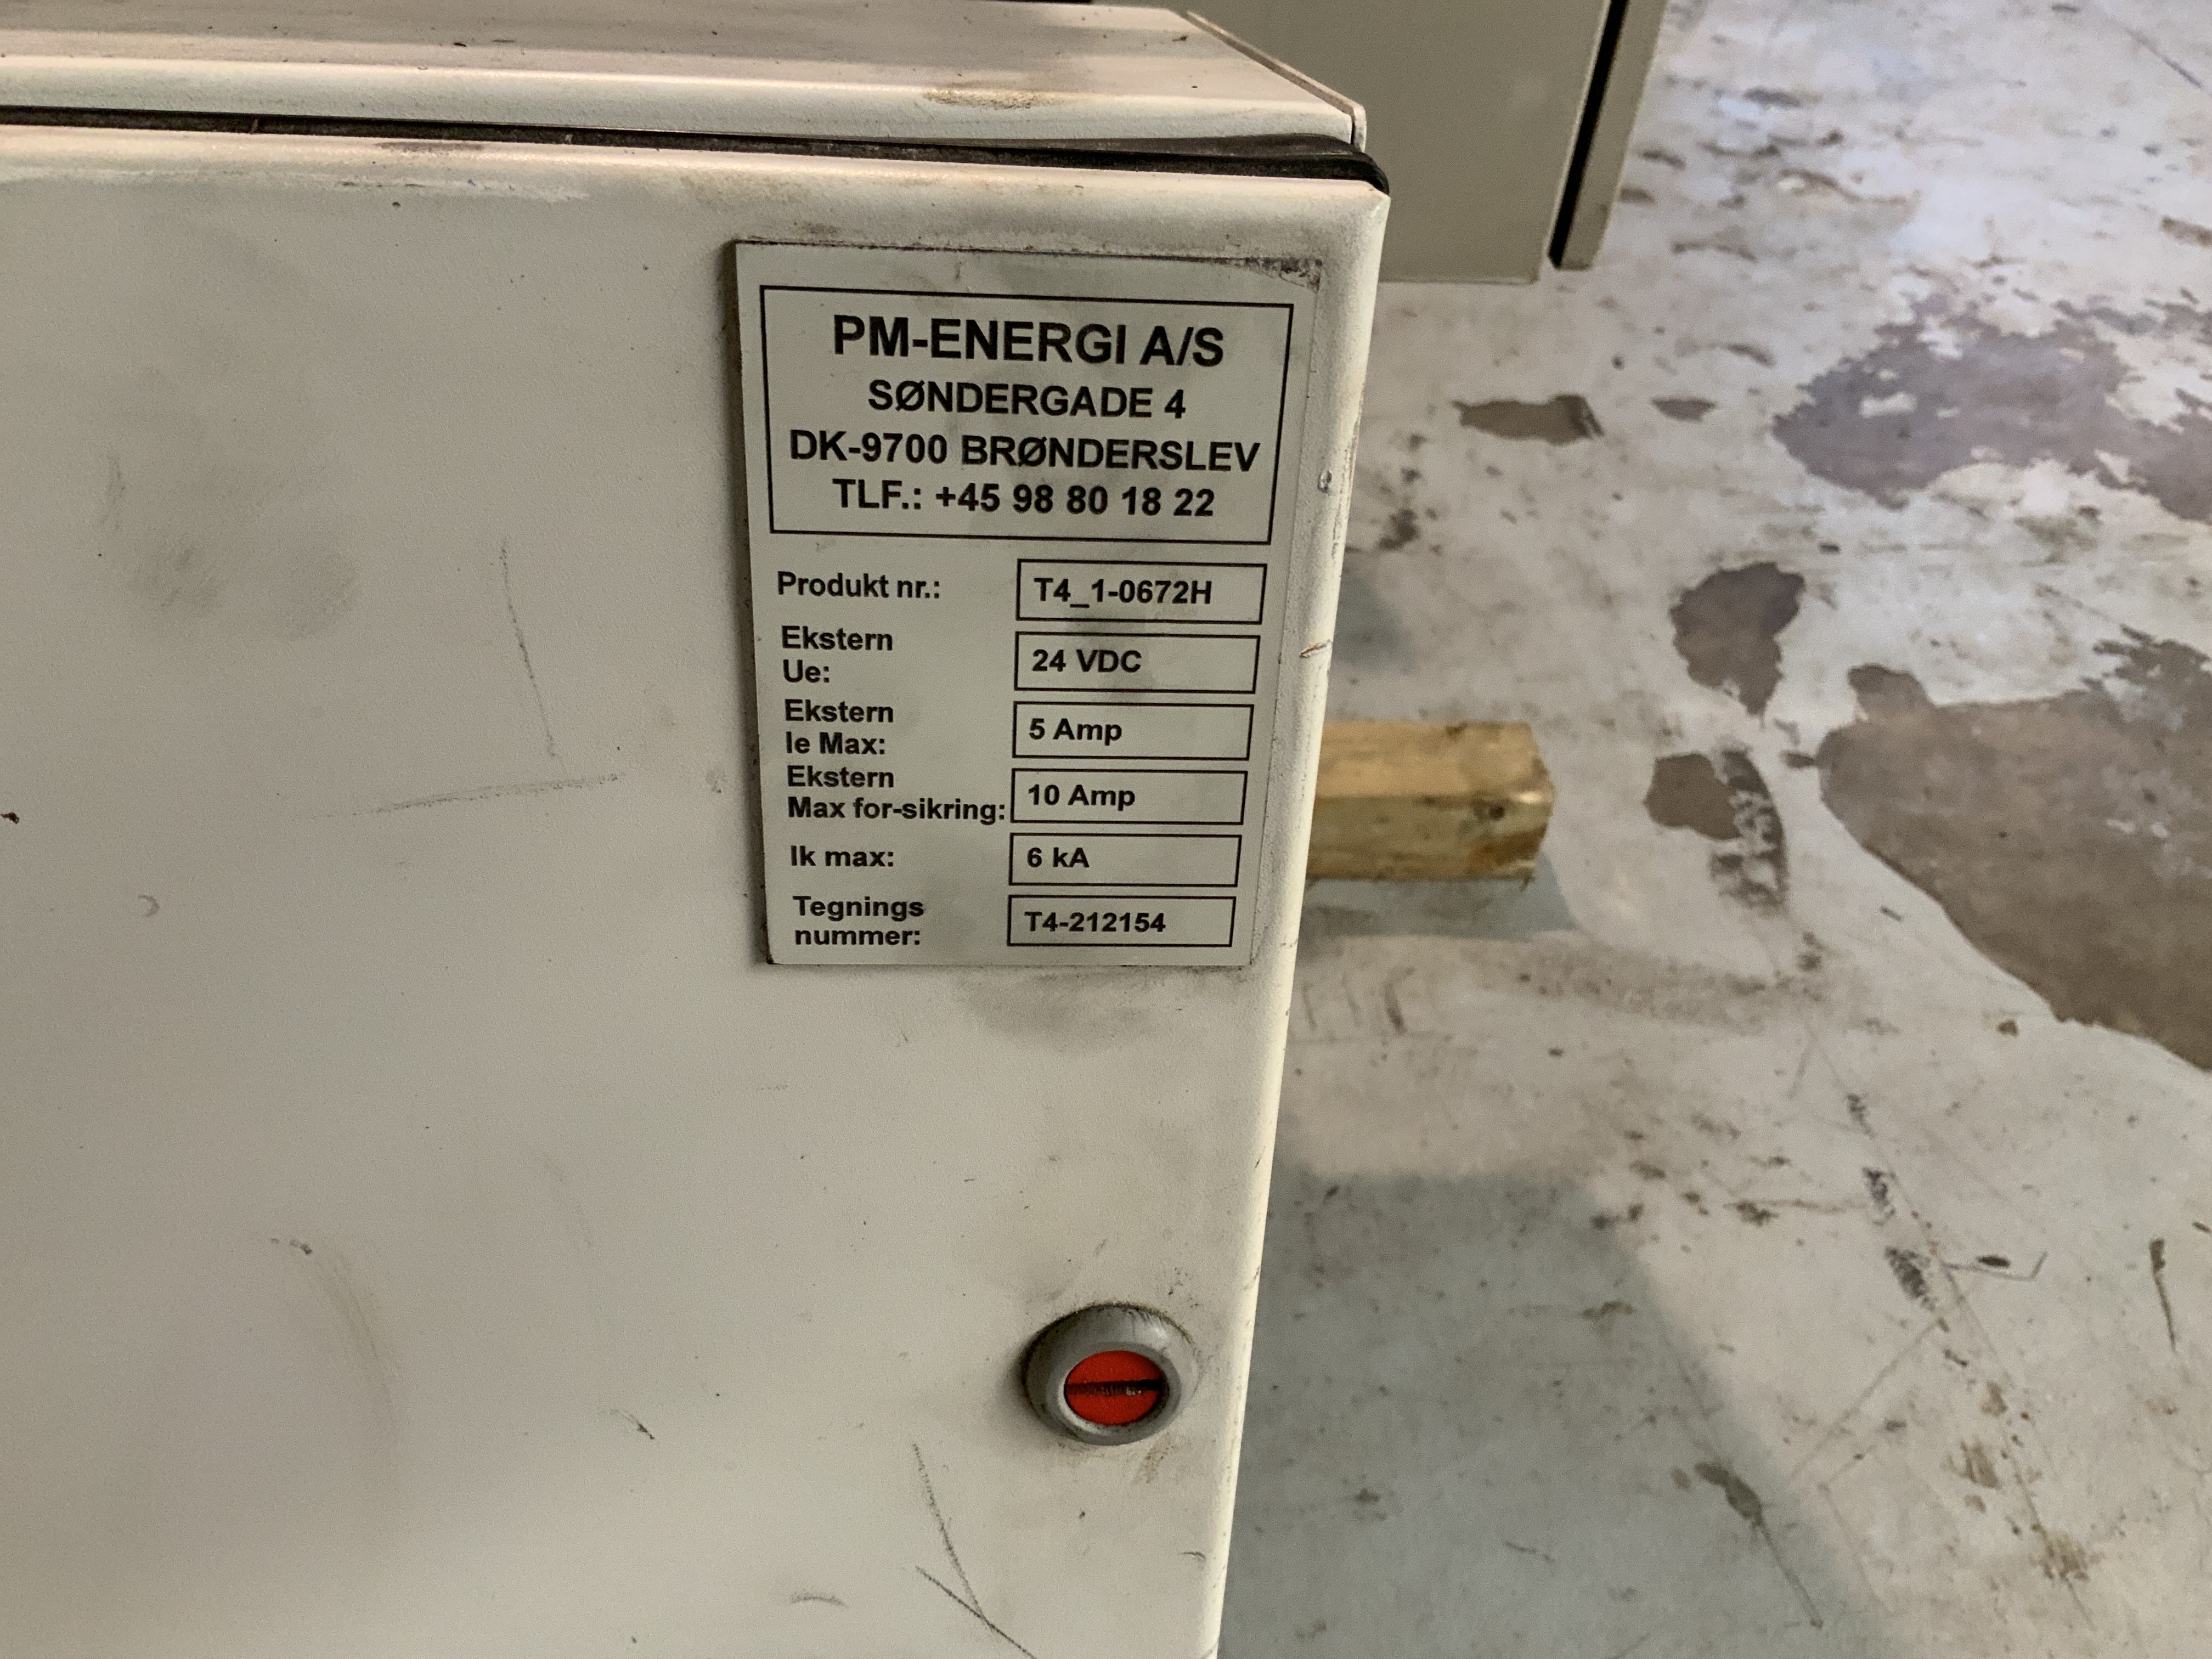 PM-ENERGI A/S
SØNDERGADE 4
DK-9700 BRØNDERSLEV
TLF.: +45 98 80 18 22
Produkt nr.: T4_1-0672H
Ekstern
Ue: 24 VDC
Ekstern
Ie Max: 5 Amp
Ekstern
Max for-sikring: 10 Amp
Ik max: 6 kA
Tegnings
nummer: T4-212154